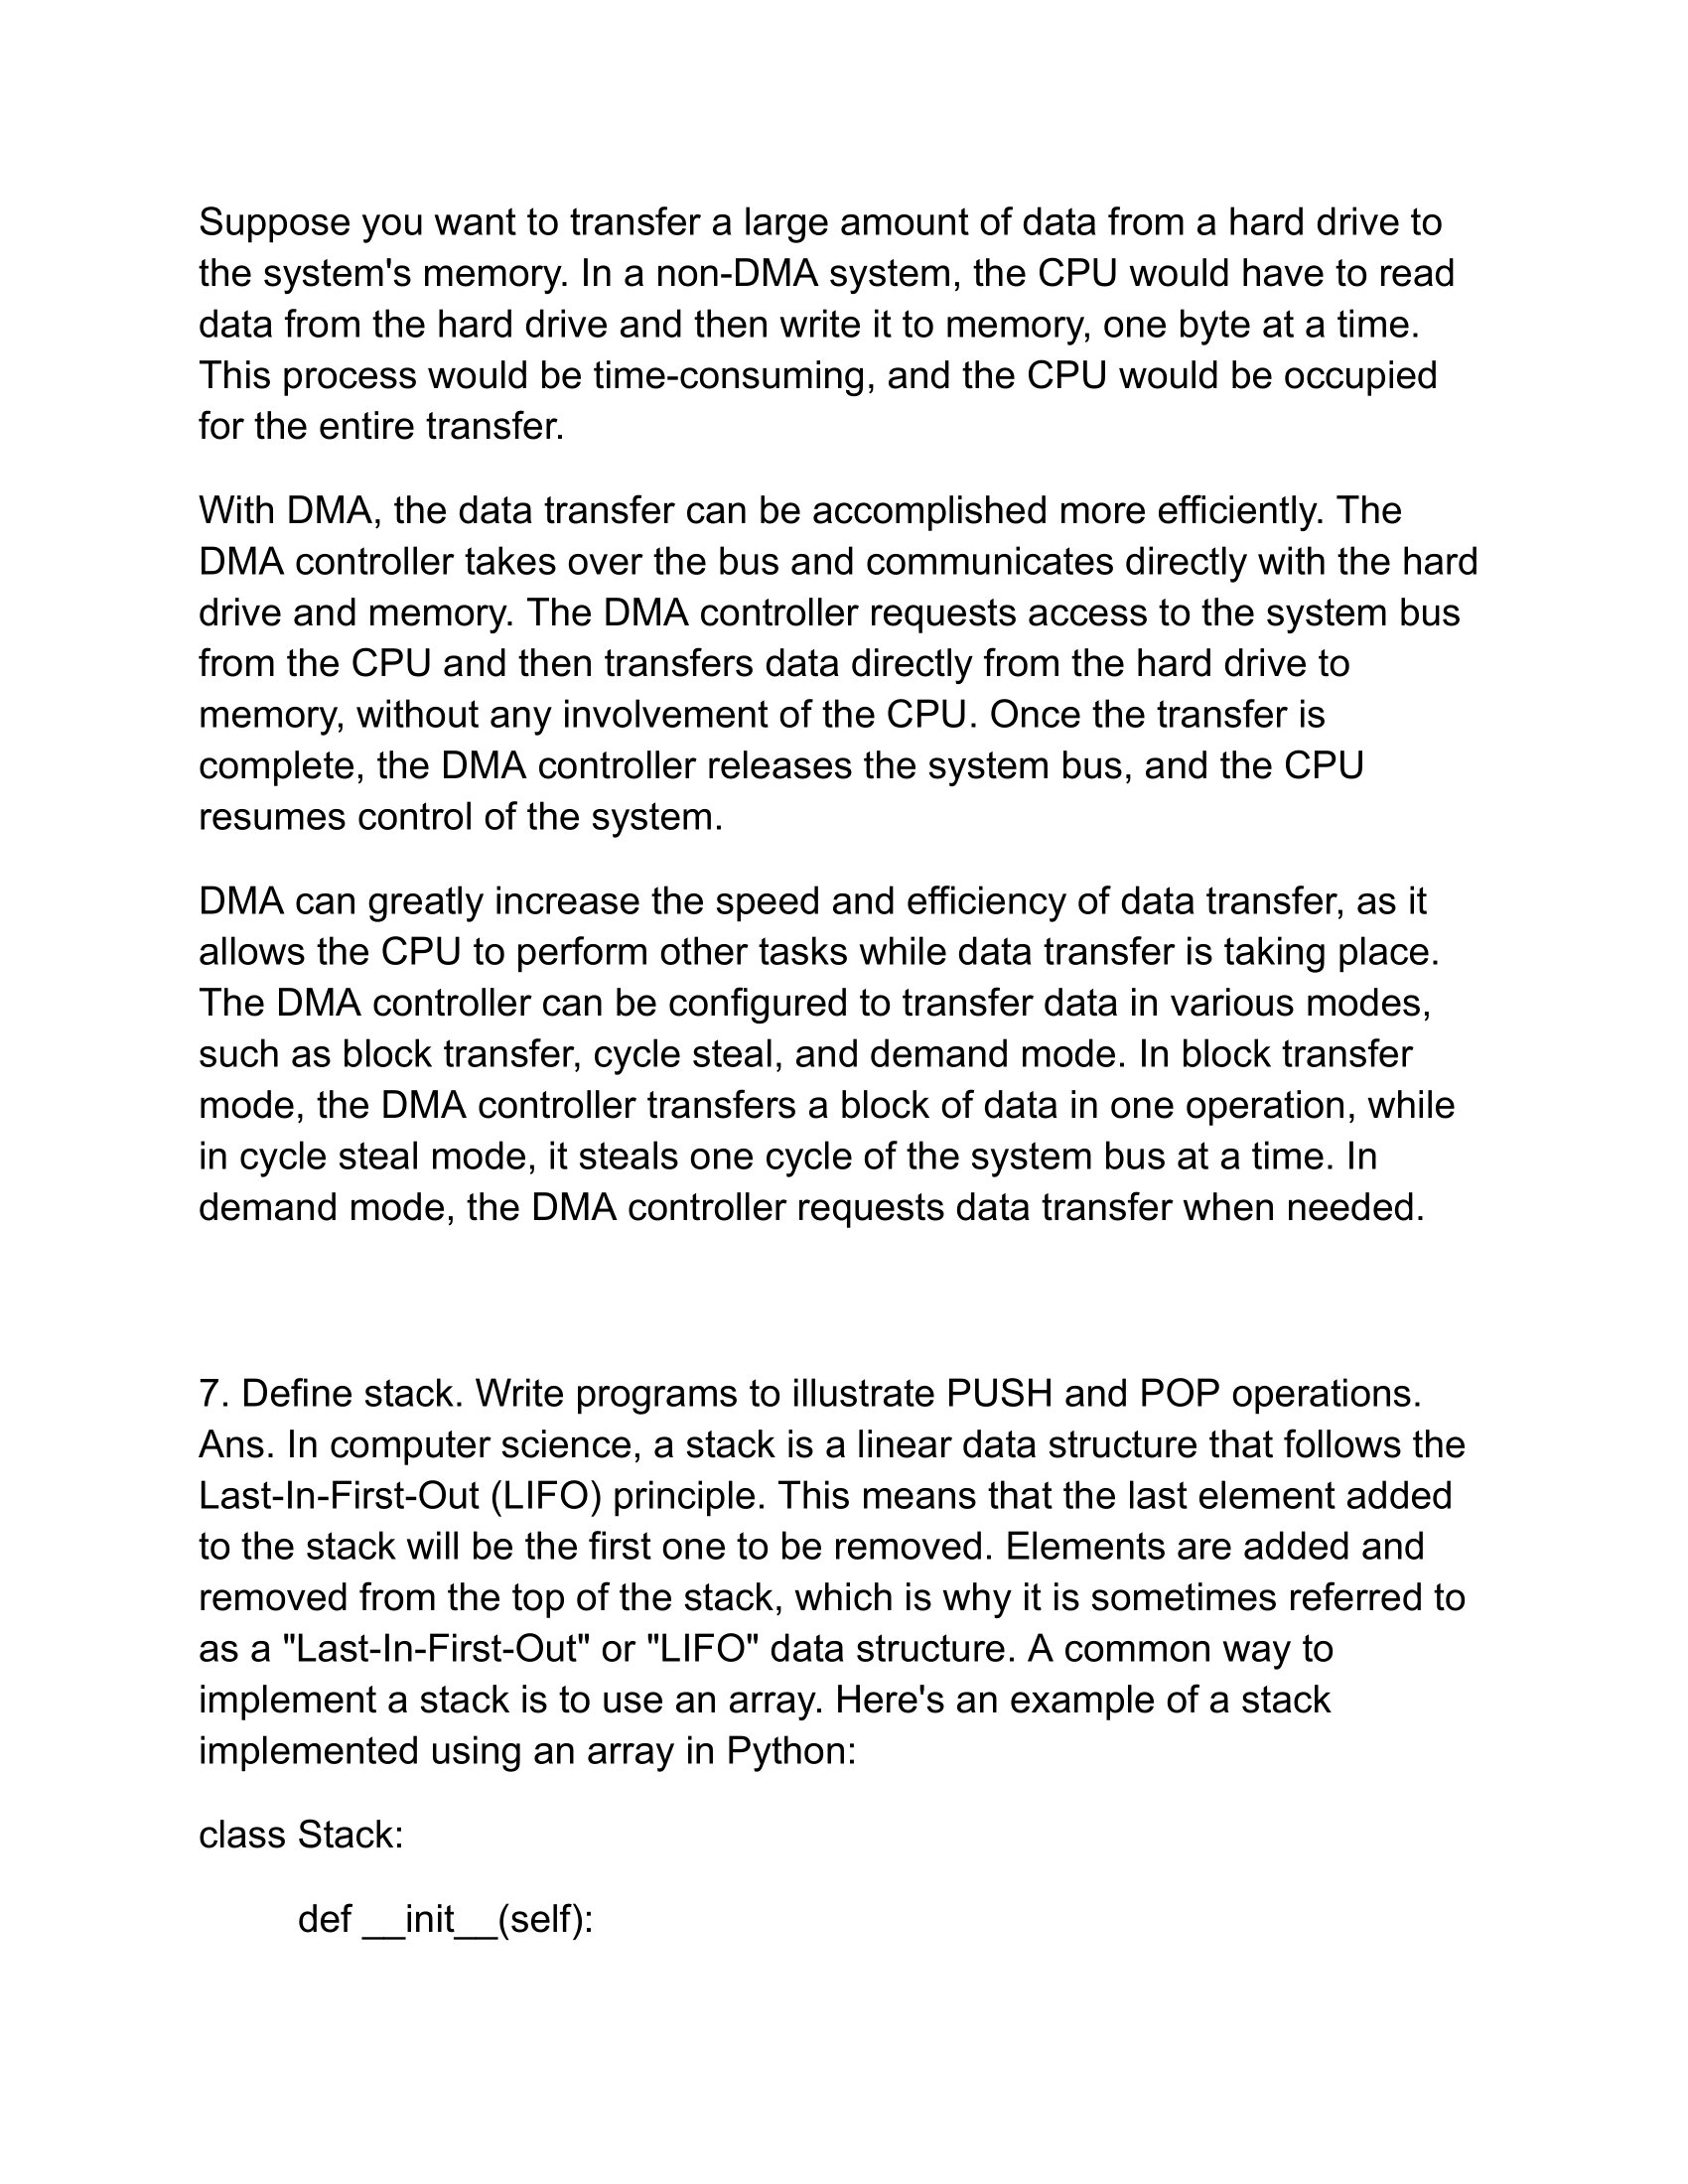 Suppose you want to transfer a large amount of data from a hard drive to
the system's memory. In a non-DMA system, the CPU would have to read
data from the hard drive and then write it to memory, one byte at a time.
This process would be time-consuming, and the CPU would be occupied
for the entire transfer.
With DMA, the data transfer can be accomplished more efficiently. The
DMA controller takes over the bus and communicates directly with the hard
drive and memory. The DMA controller requests access to the system bus
from the CPU and then transfers data directly from the hard drive to
memory, without any involvement of the CPU. Once the transfer is
complete, the DMA controller releases the system bus, and the CPU
resumes control of the system.
DMA can greatly increase the speed and efficiency of data transfer, as it
allows the CPU to perform other tasks while data transfer is taking place.
The DMA controller can be configured to transfer data in various modes,
such as block transfer, cycle steal, and demand mode. In block transfer
mode, the DMA controller transfers a block of data in one operation, while
in cycle steal mode, it steals one cycle of the system bus at a time. In
demand mode, the DMA controller requests data transfer when needed.
7. Define stack. Write programs to illustrate PUSH and POP operations.
Ans. In computer science, a stack is a linear data structure that follows the
Last-In-First-Out (LIFO) principle. This means that the last element added
to the stack will be the first one to be removed. Elements are added and
removed from the top of the stack, which is why it is sometimes referred to
as a "Last-In-First-Out" or "LIFO" data structure. A common way to
implement a stack is to use an array. Here's an example of a stack
implemented using an array in Python:
class Stack:
def __init__(self):